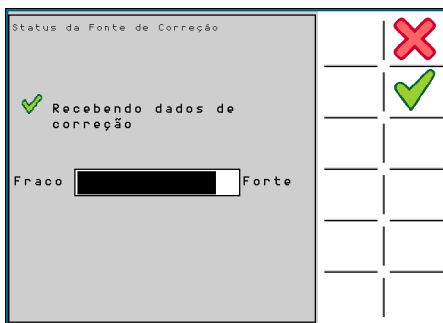 Status da Fonte de Correção
Recebendo dados de
correção
Fraco Forte